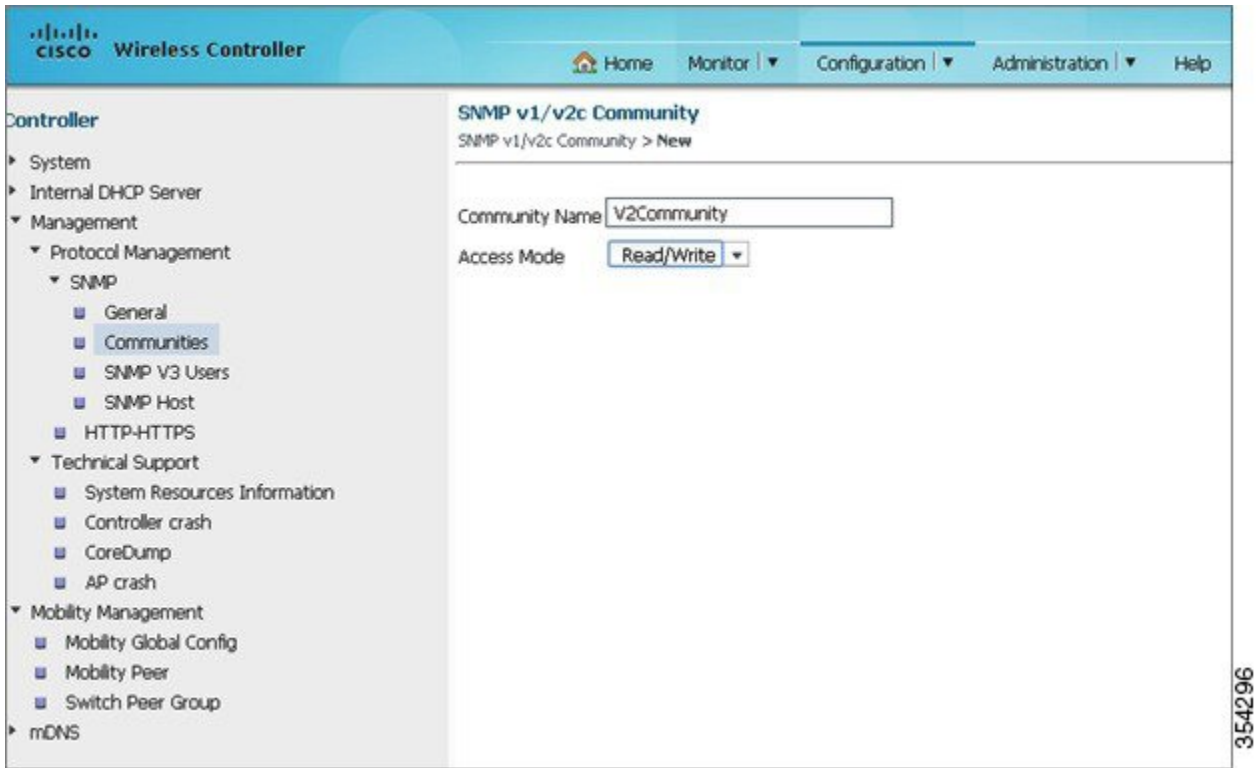 CISCO Wireless Controller
Home Monitor Configuration Administration Help
Controller
System
Internal DHCP Server
Management
Protocol Management
SNMP
General
Communities
SNMP V3 Users
SNMP Host
HTTP-HTTPS
Technical Support
System Resources Information
Controller crash
CoreDump
AP crash
Mobility Management
Mobility Global Config
Mobility Peer
Switch Peer Group
mDNS
SNMP v1/v2c Community
SNMP v1/v2c Community > New
Community Name V2Community
Access Mode Read/Write
354296